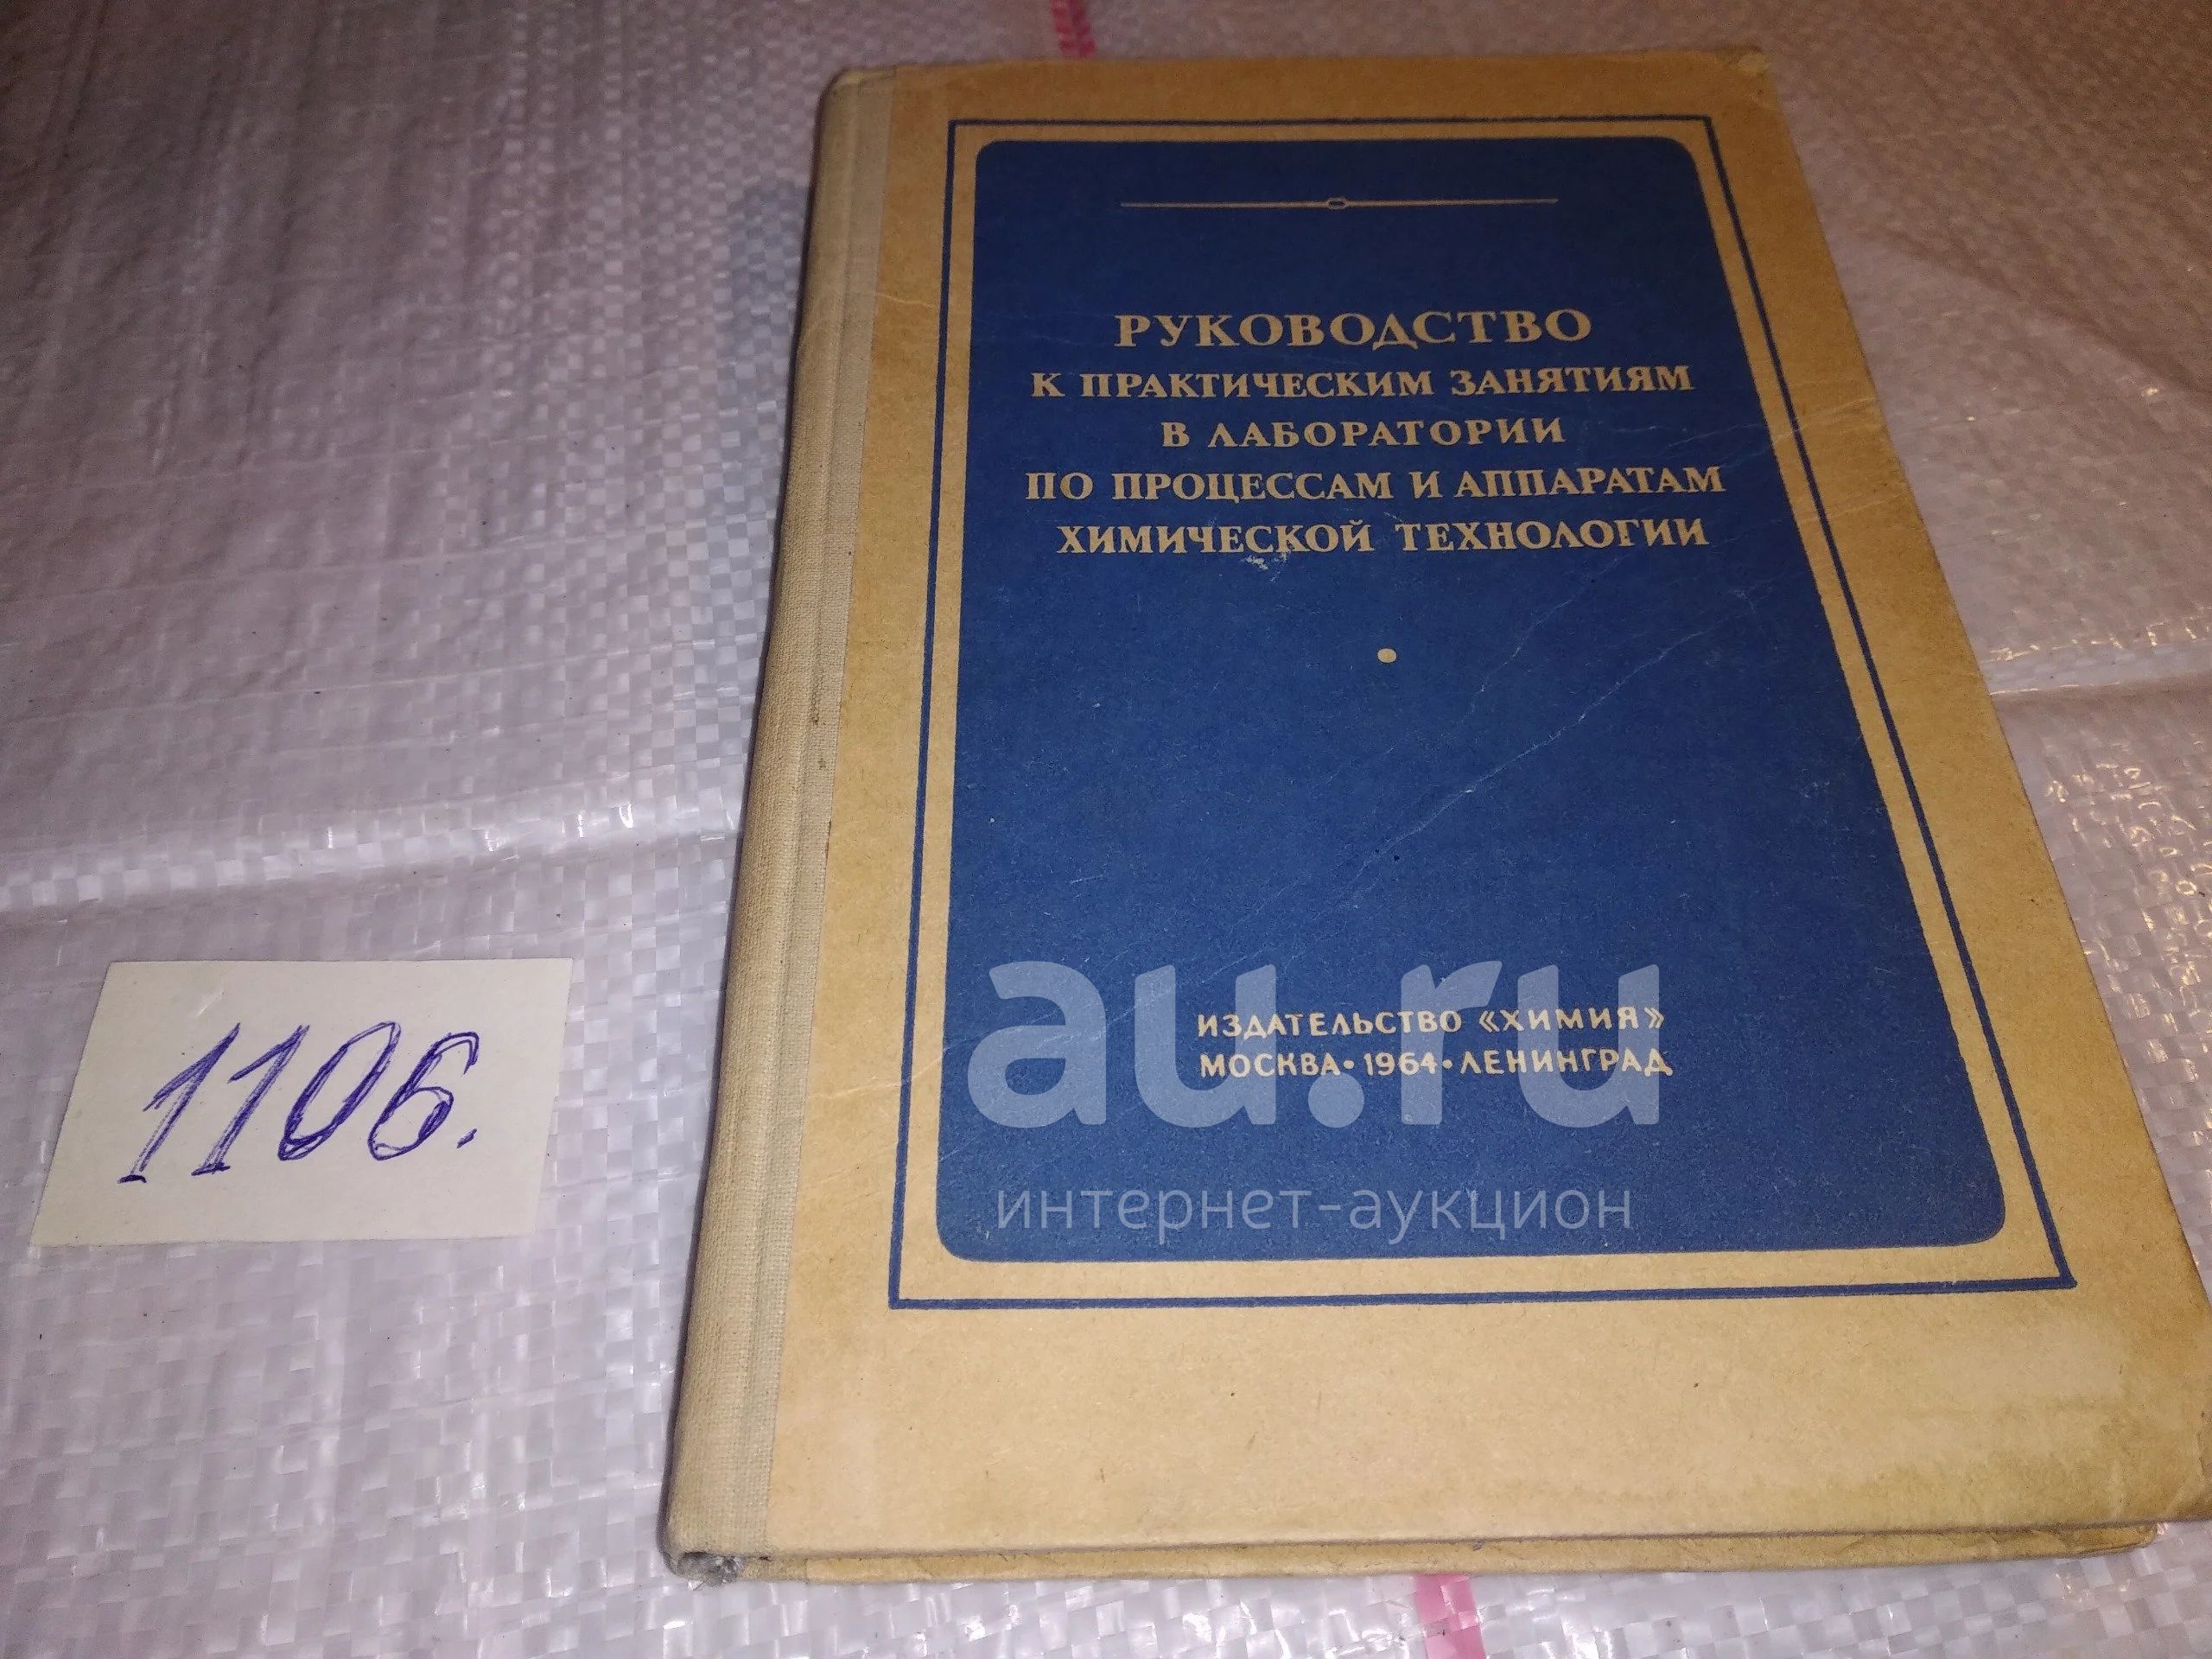 РУКОВОДСТВО
К ПРАКТИЧЕСКИМ ЗАНЯТИЯМ
В ЛАБОРАТОРИИ
ПО ПРОЦЕССАМ И АППАРАТАМ
ХИМИЧЕСКОЙ ТЕХНОЛОГИИ
ИЗДАТЕЛЬСТВО «ХИМИЯ»
МОСКВА • 1964 • ЛЕНИНГРАД
au.ru
интернет-аукцион
1106.